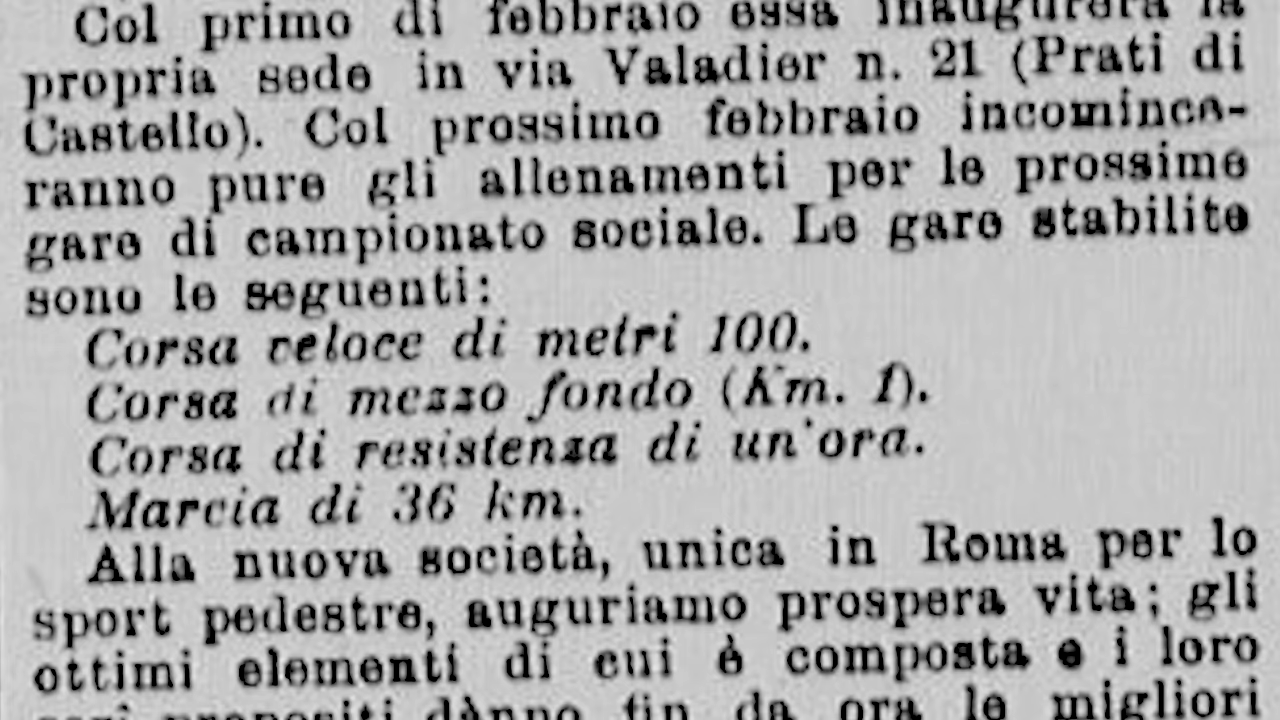 Col primo di febbraio essa inaugurerà la
propria sede in via Valadier n. 21 (Prati di
Castello). Col prossimo febbraio incomince-
ranno pure gli allenamenti per le prossime
gare di campionato sociale. Le gare stabilite
sono le seguenti:
Corsa veloce di metri 100.
Corsa di mezzo fondo (Km. 1).
Corsa di resistenza di un'ora.
Marcia di 36 km.
Alla nuova società, unica in Roma per lo
sport pedestre, auguriamo prospera vita; gli
ottimi elementi di cui è composta e i loro
propositi dànno fin da ora le migliori